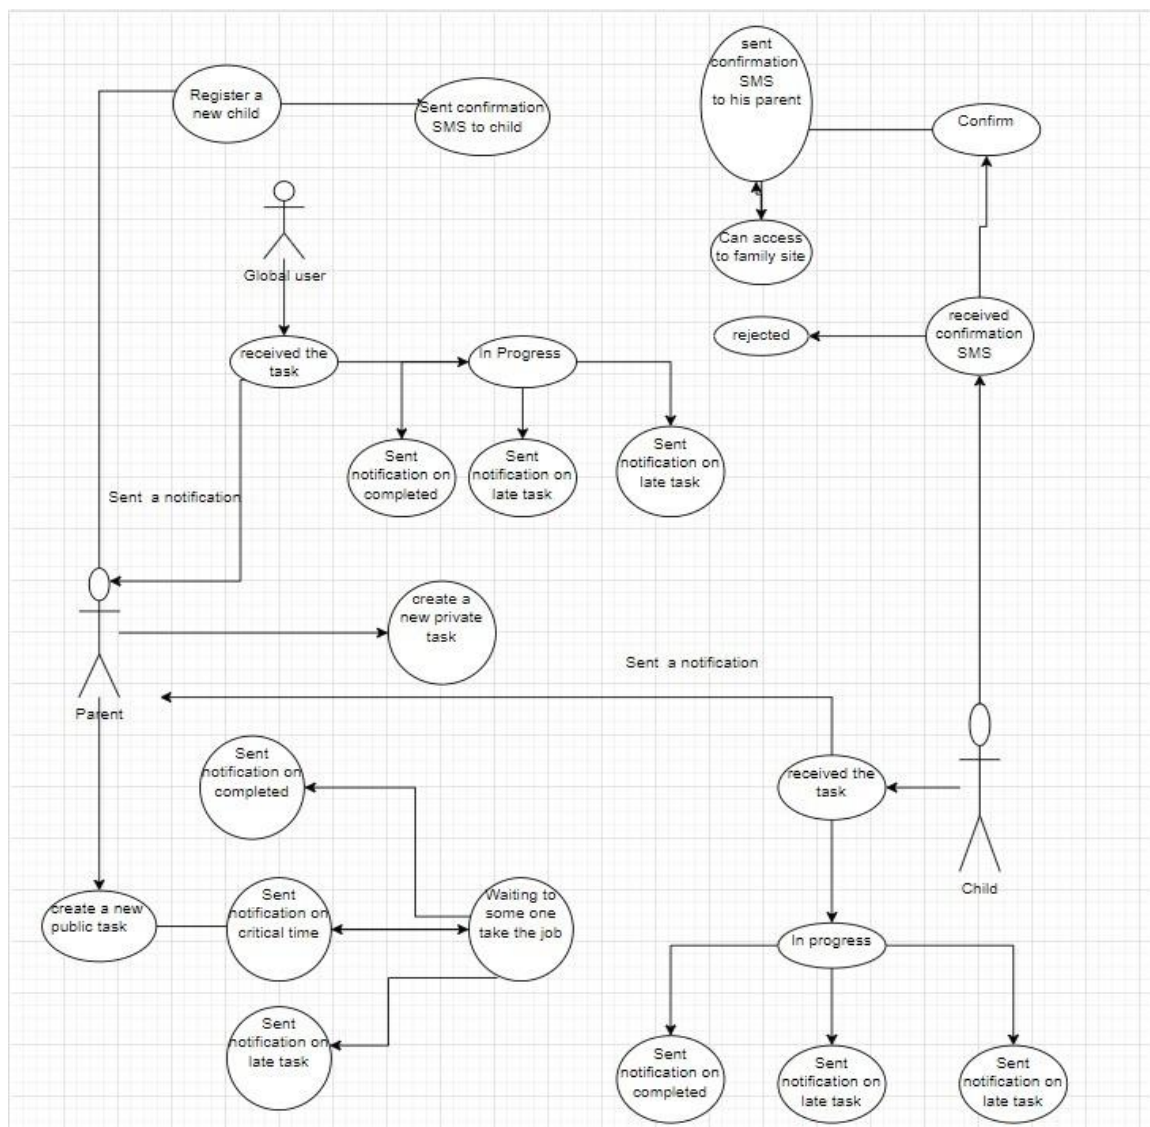 sent
confirmation
SMS
to his parent
Register a
new child
Sent confirmation
SMS to child
Confirm
Global user
Can access
to family site
received
confirmation
SMS
rejected
received the
task
In Progress
Sent
notification on
completed
Sent
notification on
late task
Sent
notification on
late task
Sent a notification
create a
new private
task
Sent a notification
Parent
Sent
notification on
completed
received the
task
Child
create a new
public task
Sent
notification on
critical time
Waiting to
some one
take the job
In progress
Sent
notification on
late task
Sent
notification on
completed
Sent
notification on
late task
Sent
notification on
late task